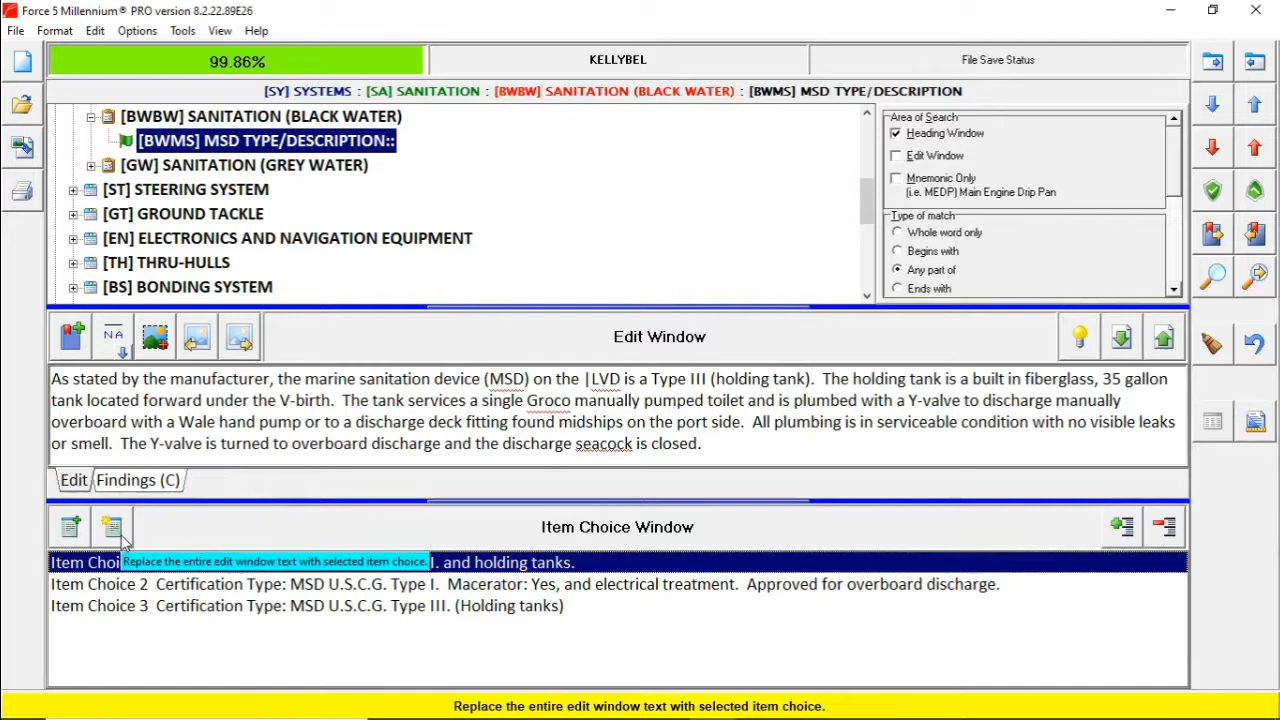 Force 5 Millennium® PRO version 8.2.22.89E26
File Format Edit Options Tools View Help
99.86% KELLYBEL File Save Status
[SY] SYSTEMS : [SA] SANITATION : [BWBW] SANITATION (BLACK WATER) : [BWMS] MSD TYPE/DESCRIPTION
[BWBW] SANITATION (BLACK WATER)
[BWMS] MSD TYPE/DESCRIPTION::
[GW] SANITATION (GREY WATER)
[ST] STEERING SYSTEM
[GT] GROUND TACKLE
[EN] ELECTRONICS AND NAVIGATION EQUIPMENT
[TH] THRU-HULLS
[BS] BONDING SYSTEM
Area of Search
Heading Window
Edit Window
Mnemonic Only
(i.e. MEDP) Main Engine Drip Pan
Type of match
Whole word only
Begins with
Any part of
Ends with
NA
Edit Window
As stated by the manufacturer, the marine sanitation device (MSD) on the |LVD is a Type III (holding tank). The holding tank is a built in fiberglass, 35 gallon
tank located forward under the V-birth. The tank services a single Groco manually pumped toilet and is plumbed with a Y-valve to discharge manually
overboard with a Wale hand pump or to a discharge deck fitting found midships on the port side. All plumbing is in serviceable condition with no visible leaks
or smell. The Y-valve is turned to overboard discharge and the discharge seacock is closed.
Edit Findings (C)
Item Choice Window
Item Choi I. and holding tanks.
Replace the entire edit window text with selected item choice.
Item Choice 2 Certification Type: MSD U.S.C.G. Type I. Macerator: Yes, and electrical treatment. Approved for overboard discharge.
Item Choice 3 Certification Type: MSD U.S.C.G. Type III. (Holding tanks)
Replace the entire edit window text with selected item choice.